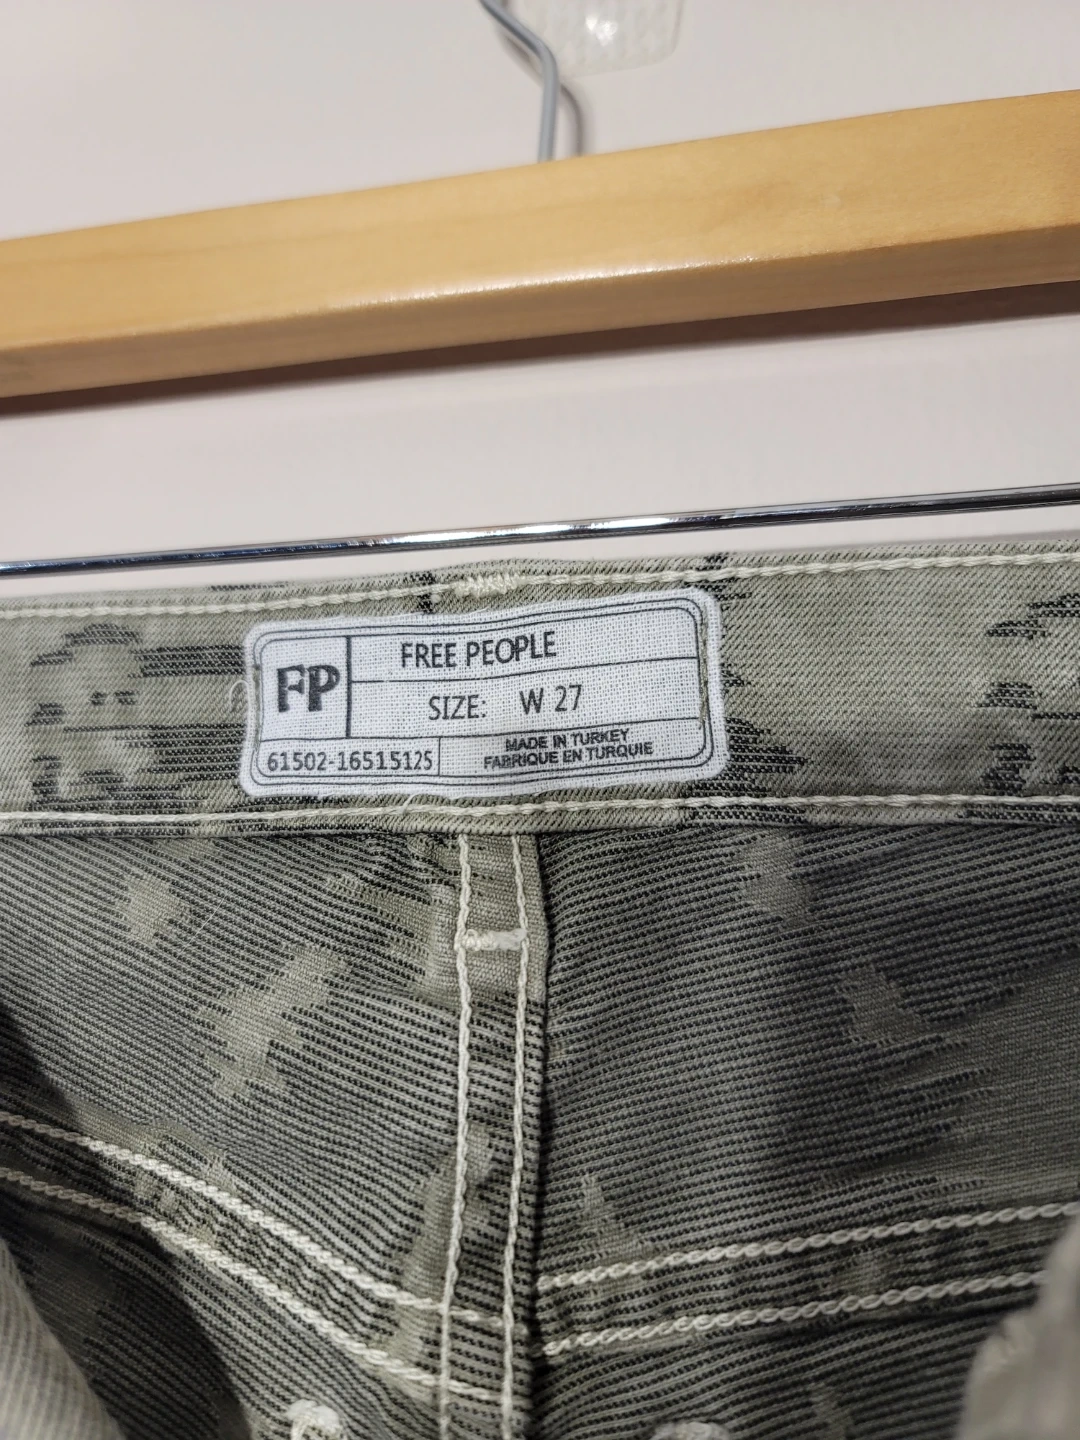 FP
FREE PEOPLE
SIZE: W 27
61502-16515125
MADE IN TURKEY
FABRIQUE EN TURQUIE